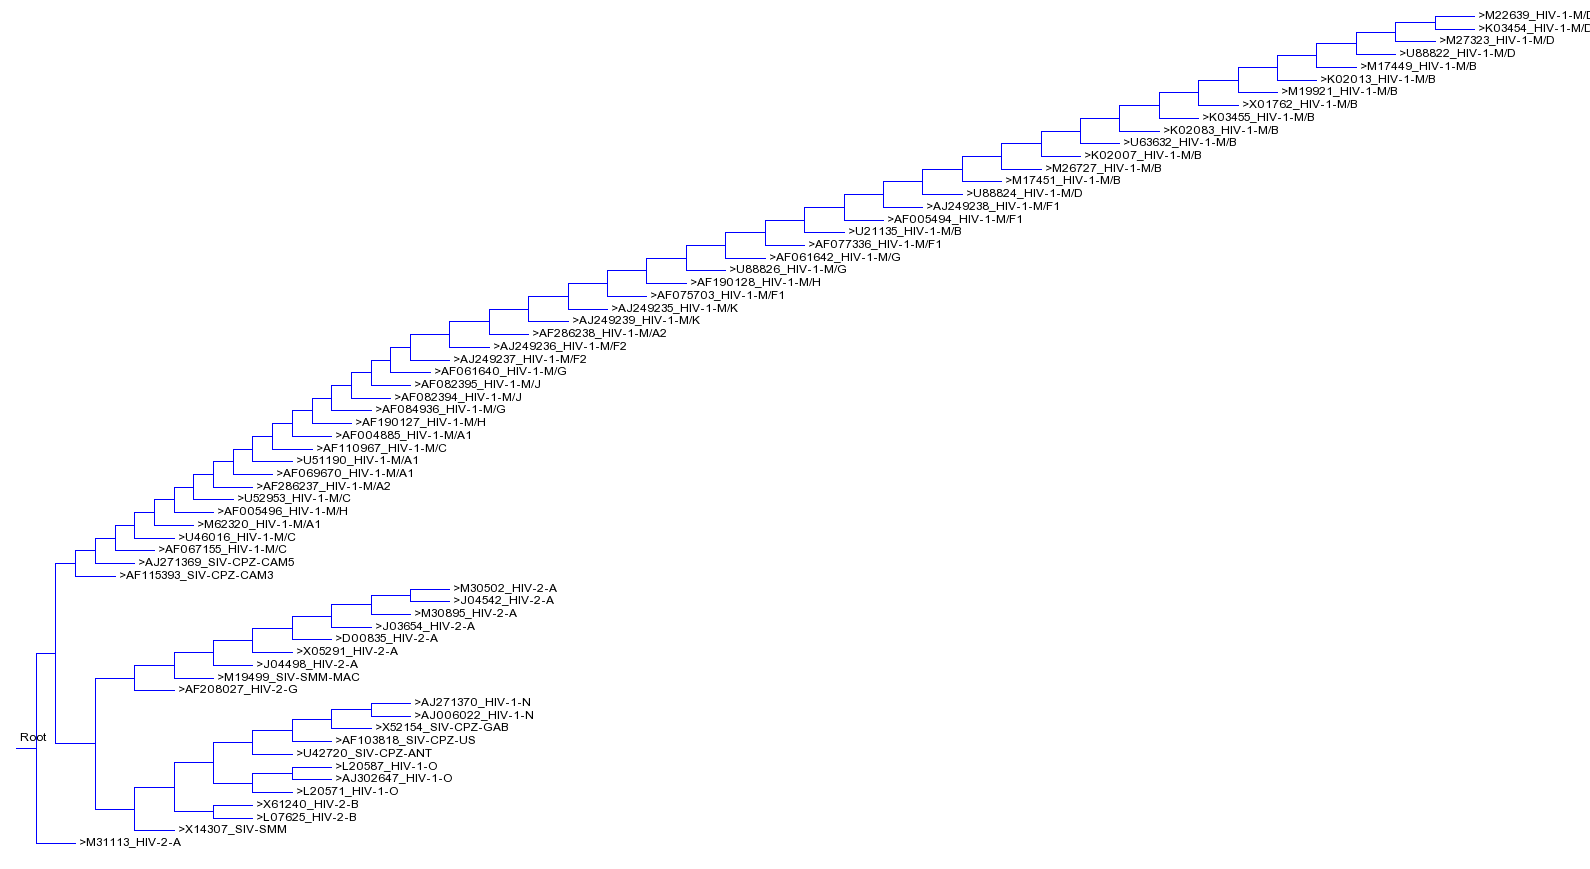 >M22639_HIV-1-M/D
>K03454_HIV-1-M/D
>M27323_HIV-1-M/D
>U88822_HIV-1-M/D
>M17449_HIV-1-M/B
>K02013_HIV-1-M/B
>M19921_HIV-1-M/B
>X01762_HIV-1-M/B
>K03455_HIV-1-M/B
>K02083_HIV-1-M/B
>U63632_HIV-1-M/B
>K02007_HIV-1-M/B
>M26727_HIV-1-M/B
>M17451_HIV-1-M/B
>U88824_HIV-1-M/D
>AJ249238_HIV-1-M/F1
>AF005494_HIV-1-M/F1
>U21135_HIV-1-M/B
>AF077336_HIV-1-M/F1
>AF061642_HIV-1-M/G
>U88826_HIV-1-M/G
>AF190128_HIV-1-M/H
>AF075703_HIV-1-M/F1
>AJ249235_HIV-1-M/K
>AJ249239_HIV-1-M/K
>AF286238_HIV-1-M/A2
>AJ249236_HIV-1-M/F2
>AJ249237_HIV-1-M/F2
>AF061640_HIV-1-M/G
>AF082395_HIV-1-M/J
>AF082394_HIV-1-M/J
>AF084936_HIV-1-M/G
>AF190127_HIV-1-M/H
>AF004885_HIV-1-M/A1
>AF110967_HIV-1-M/C
>U51190_HIV-1-M/A1
>AF069670_HIV-1-M/A1
>AF286237_HIV-1-M/A2
>U52953_HIV-1-M/C
>AF005496_HIV-1-M/H
>M62320_HIV-1-M/A1
>U46016_HIV-1-M/C
>AF067155_HIV-1-M/C
>AJ271369_SIV-CPZ-CAM5
>AF115393_SIV-CPZ-CAM3
>M30502_HIV-2-A
>J04542_HIV-2-A
>M30895_HIV-2-A
>J03654_HIV-2-A
>D00835_HIV-2-A
>X05291_HIV-2-A
>J04498_HIV-2-A
>M19499_SIV-SMM-MAC
>AF208027_HIV-2-G
>AJ271370_HIV-1-N
>AJ006022_HIV-1-N
>X52154_SIV-CPZ-GAB
Root
>AF103818_SIV-CPZ-US
>U42720_SIV-CPZ-ANT
>L20587_HIV-1-O
>AJ302647_HIV-1-O
>L20571_HIV-1-O
>X61240_HIV-2-B
>L07625_HIV-2-B
>X14307_SIV-SMM
>M31113_HIV-2-A